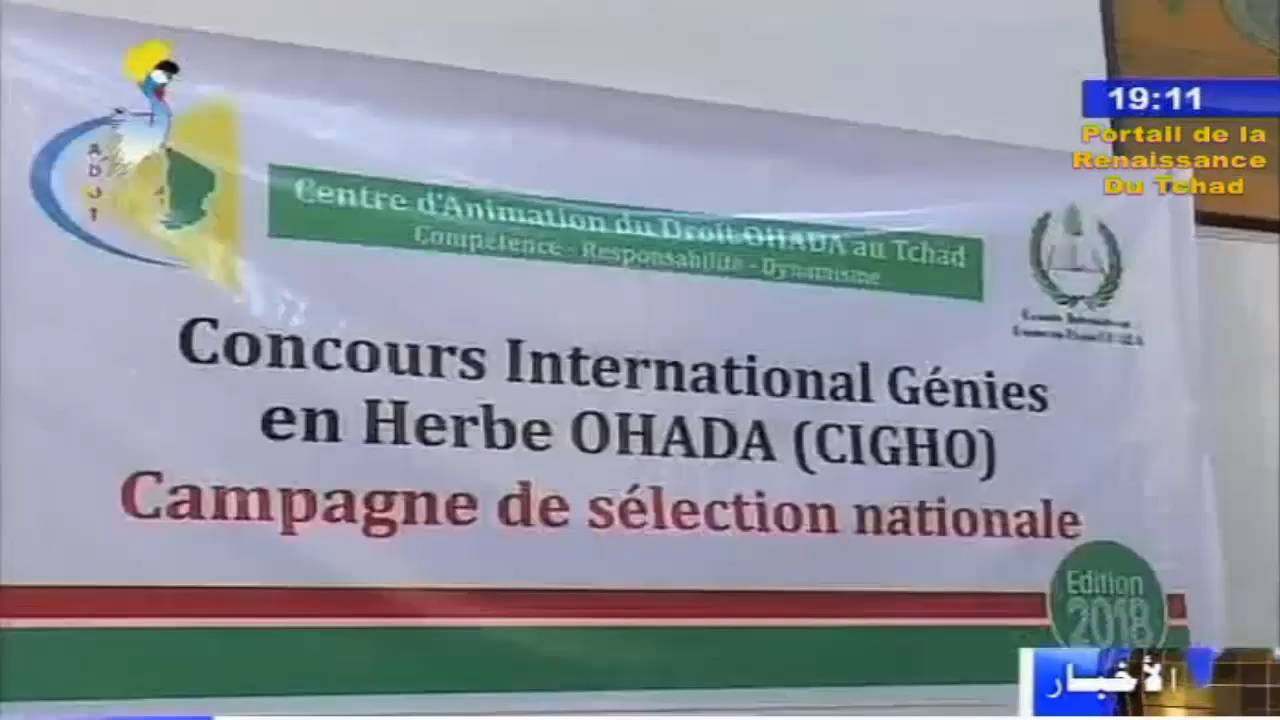 19:11
Portail de la
Renaissance
Du Tchad
Centre d'Animation du Droit OHADA au Tchad
Compétence - Responsabilité - Dynamisme
Concours International Génies
en Herbe OHADA (CIGHO)
Campagne de sélection nationale
Edition
2018
الأخبار